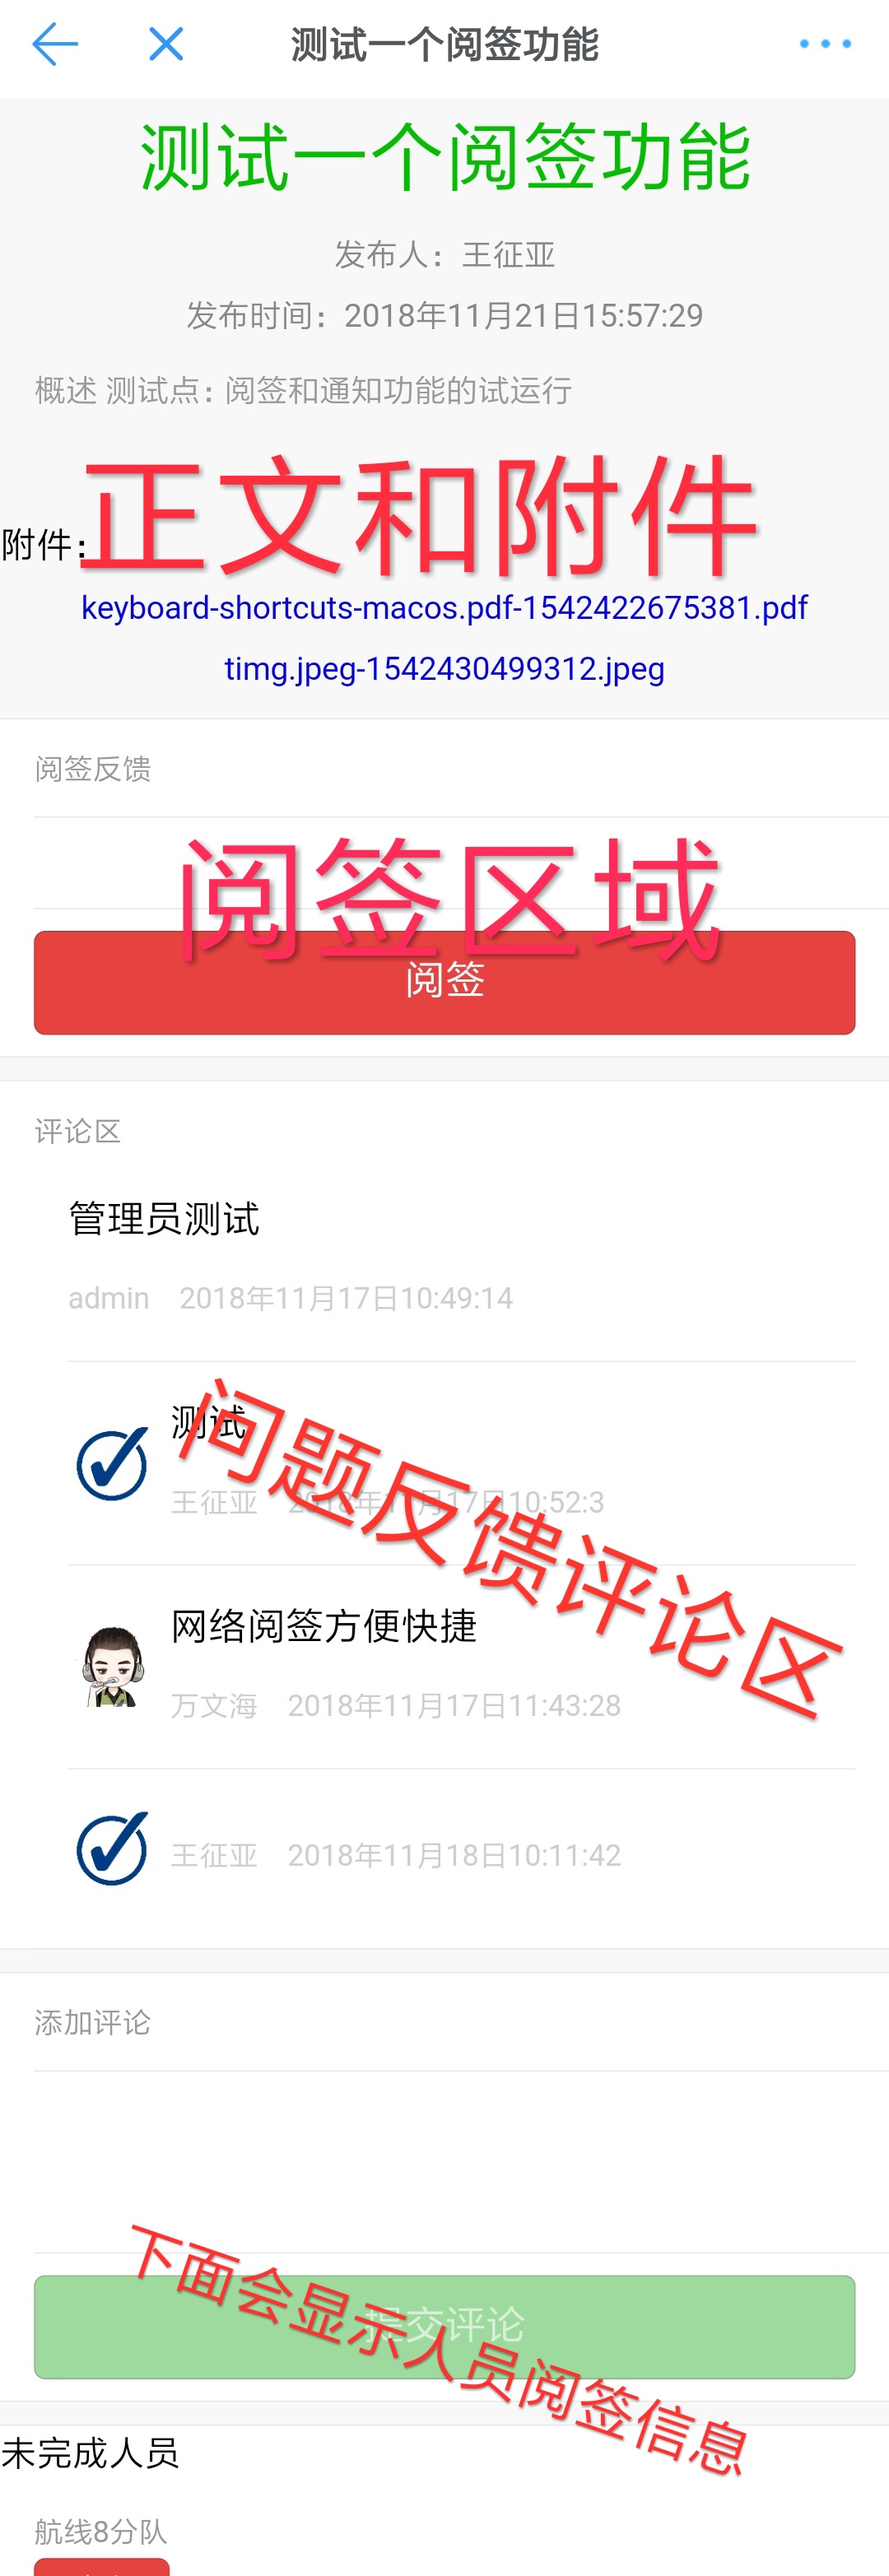 测试一个阅签功能
测试一个阅签功能
发布人：王征亚
发布时间：2018年11月21日15:57:29
概述 测试点：阅签和通知功能的试运行
正文和附件
附件：
keyboard-shortcuts-macos.pdf-1542422675381.pdf
timg.jpeg-1542430499312.jpeg
阅签反馈
阅签区域
阅签
评论区
管理员测试
admin 2018年11月17日10:49:14
测试
王征亚 2018年11月17日10:52:3
问题反馈评论区
网络阅签方便快捷
万文海 2018年11月17日11:43:28
王征亚 2018年11月18日10:11:42
添加评论
下面会显示人员阅签信息
提交评论
未完成人员
航线8分队